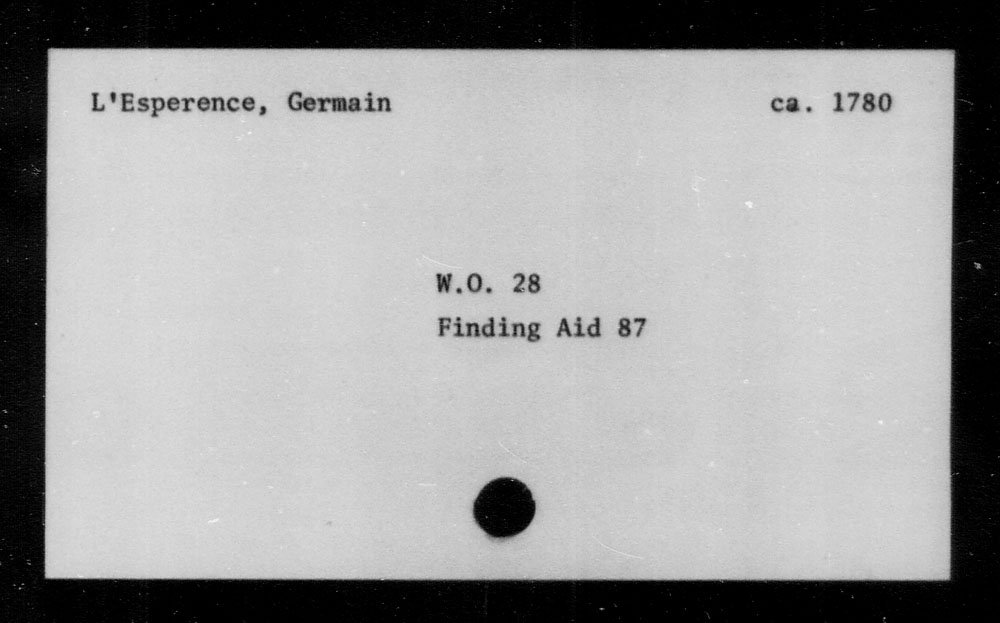 L'Esperence, Germain ca. 1780
W.O. 28
Finding Aid 87